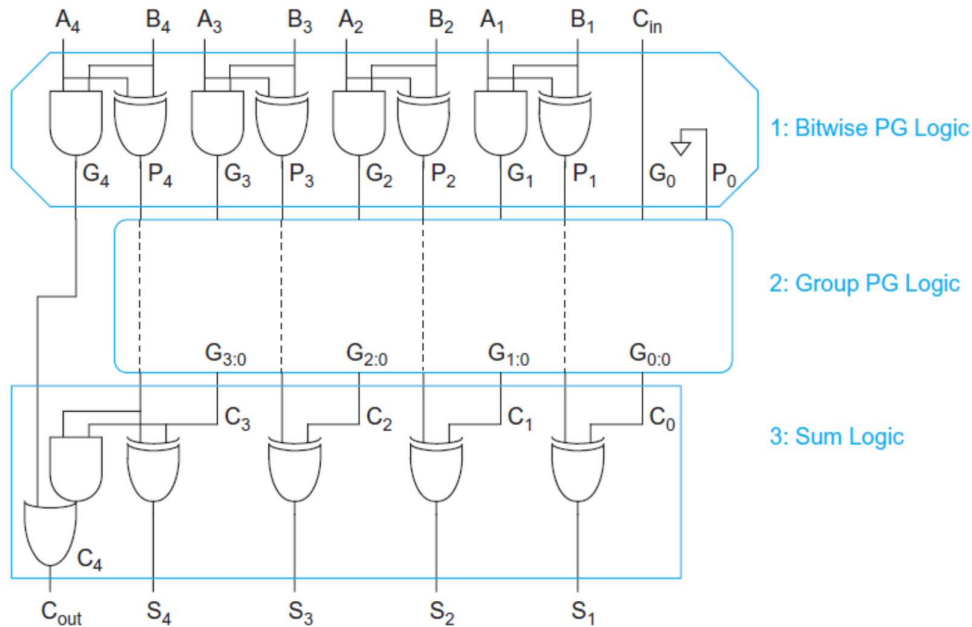 A₄ B₄ A₃ B₃ A₂ B₂ A₁ B₁ C_in
1: Bitwise PG Logic
G₄ P₄ G₃ P₃ G₂ P₂ G₁ P₁ G₀ P₀
2: Group PG Logic
G₃:₀ G₂:₀ G₁:₀ G₀:₀
C₃ C₂ C₁ C₀
3: Sum Logic
C₄
C_out S₄ S₃ S₂ S₁